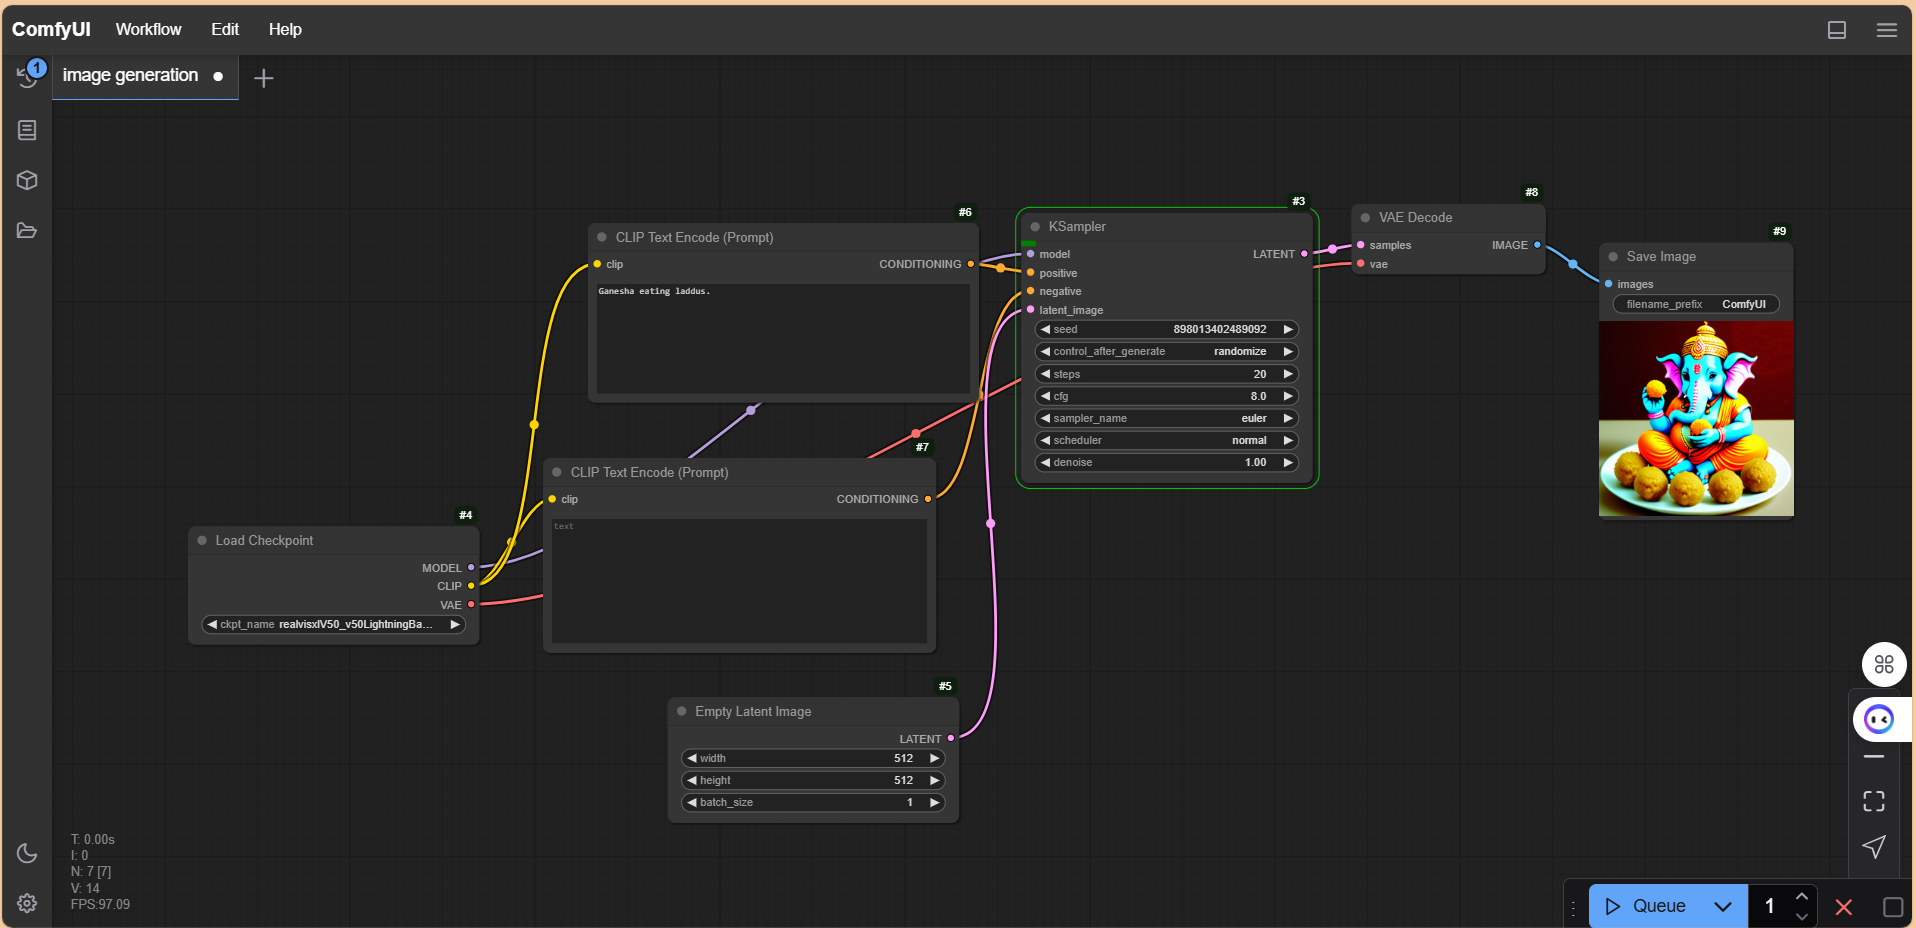 ComfyUI Workflow Edit Help
1
image generation
#6
CLIP Text Encode (Prompt)
clip CONDITIONING
Ganesha eating laddus.
#3
KSampler
model LATENT
positive
negative
latent_image
seed 898013402489092
control_after_generate randomize
steps 20
cfg 8.0
sampler_name euler
scheduler normal
denoise 1.00
#8
VAE Decode
samples IMAGE
vae
#9
Save Image
images
filename_prefix ComfyUI
#7
CLIP Text Encode (Prompt)
clip CONDITIONING
text
#4
Load Checkpoint
MODEL
CLIP
VAE
ckpt_name realvisxlV50_v50LightningBa...
#5
Empty Latent Image
LATENT
width 512
height 512
batch_size 1
T: 0.00s
I: 0
N: 7 [7]
V: 14
FPS:97.09
Queue 1